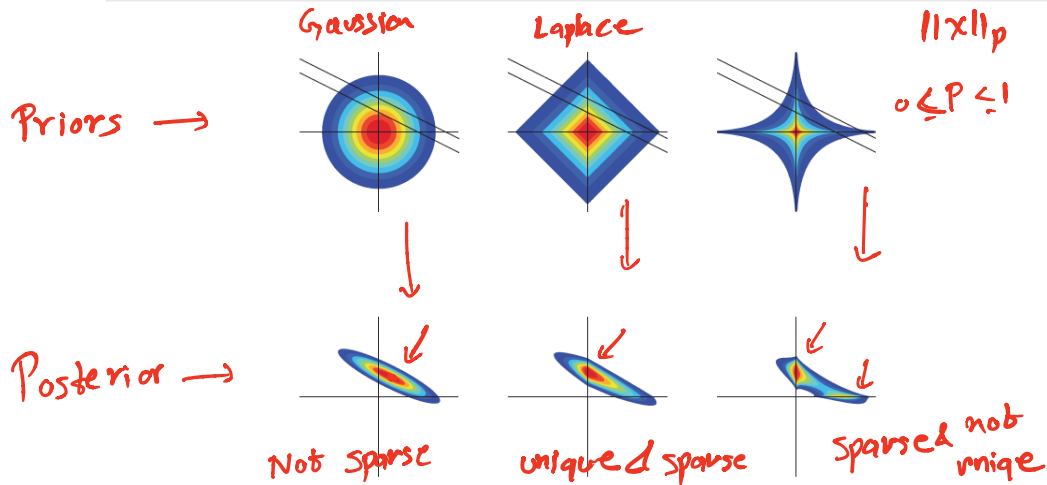 Gaussian Laplace ||x||p
Priors → 0 ≤ P ≤ 1
Posterior →
Not sparse unique & sparse sparse & not
unique